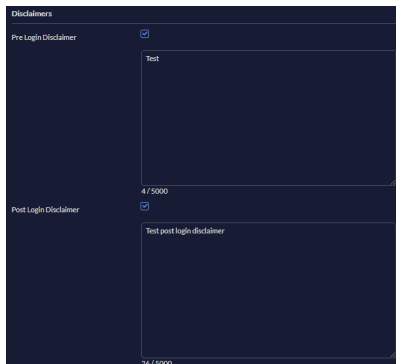 Disclaimers
Pre Login Disclaimer
Test
4 / 5000
Post Login Disclaimer
Test post login disclaimer
26 / 5000